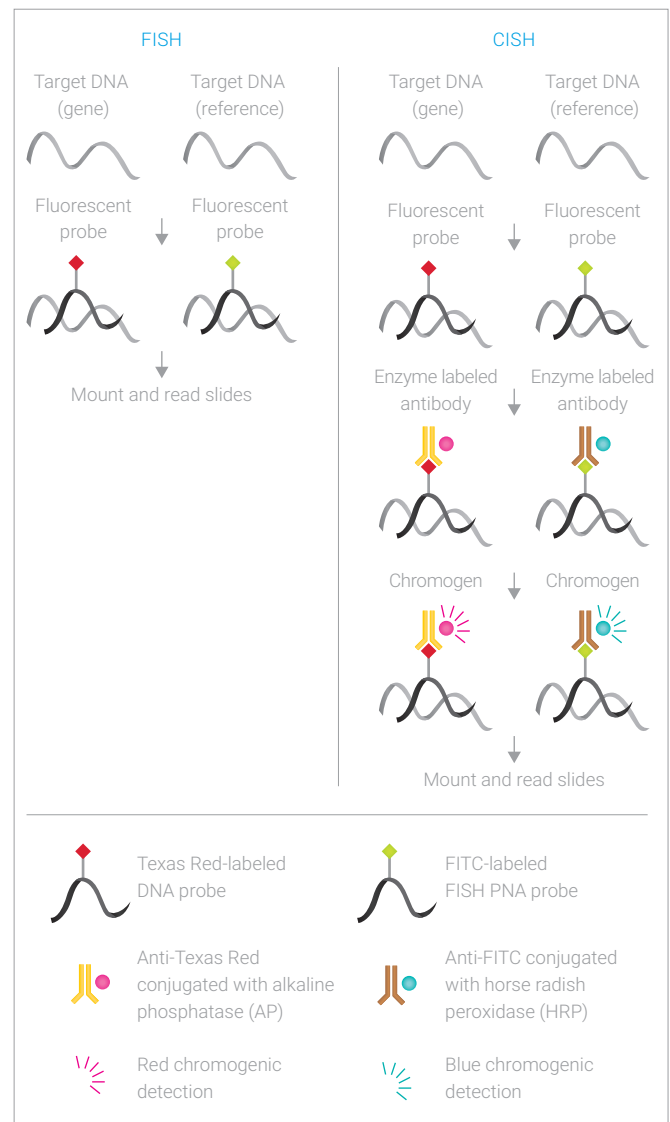 FISH
Target DNA
(gene)
Target DNA
(reference)
Fluorescent
probe
Fluorescent
probe
Mount and read slides
CISH
Target DNA
(gene)
Target DNA
(reference)
Fluorescent
probe
Fluorescent
probe
Enzyme labeled
antibody
Enzyme labeled
antibody
Chromogen
Chromogen
Mount and read slides
Texas Red-labeled
DNA probe
FITC-labeled
FISH PNA probe
Anti-Texas Red
conjugated with alkaline
phosphatase (AP)
Anti-FITC conjugated
with horse radish
peroxidase (HRP)
Red chromogenic
detection
Blue chromogenic
detection